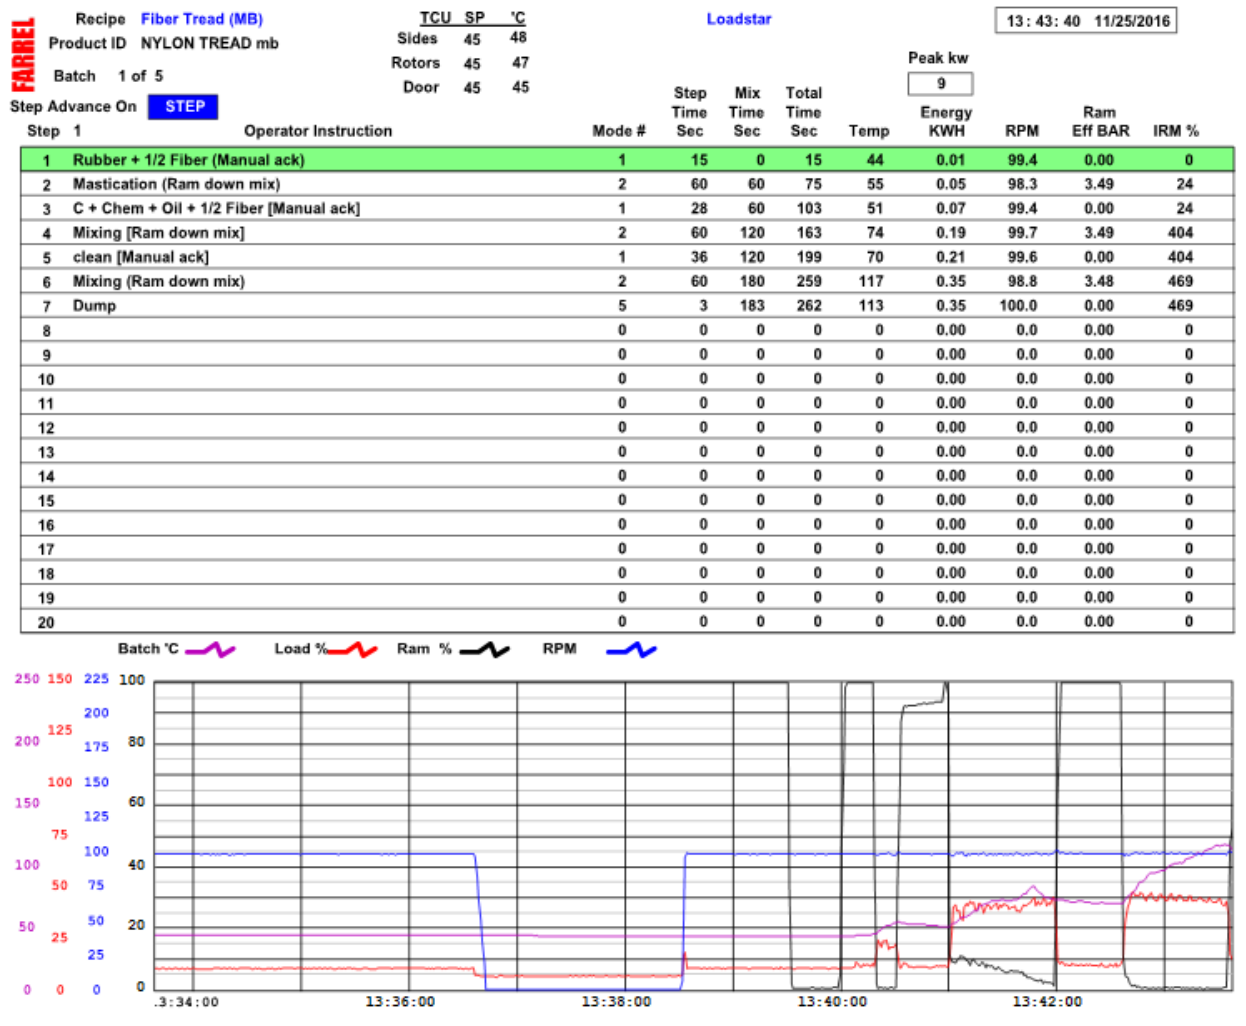 FARREL
Recipe Fiber Tread (MB)
Product ID NYLON TREAD mb
Batch 1 of 5
Step Advance On STEP
TCU SP °C
Sides 45 48
Rotors 45 47
Door 45 45
Loadstar
13:43:40 11/25/2016
Peak kw
9
Step 1 Operator Instruction Mode # Step Time Sec Mix Time Sec Total Time Sec Temp Energy KWH RPM Ram Eff BAR IRM %
1 Rubber + 1/2 Fiber (Manual ack) 1 15 0 15 44 0.01 99.4 0.00 0
2 Mastication (Ram down mix) 2 60 60 75 55 0.05 98.3 3.49 24
3 C + Chem + Oil + 1/2 Fiber [Manual ack] 1 28 60 103 51 0.07 99.4 0.00 24
4 Mixing [Ram down mix] 2 60 120 163 74 0.19 99.7 3.49 404
5 clean [Manual ack] 1 36 120 199 70 0.21 99.6 0.00 404
6 Mixing (Ram down mix) 2 60 180 259 117 0.35 98.8 3.48 469
7 Dump 5 3 183 262 113 0.35 100.0 0.00 469
8 0 0 0 0 0 0.00 0.0 0.00 0
9 0 0 0 0 0 0.00 0.0 0.00 0
10 0 0 0 0 0 0.00 0.0 0.00 0
11 0 0 0 0 0 0.00 0.0 0.00 0
12 0 0 0 0 0 0.00 0.0 0.00 0
13 0 0 0 0 0 0.00 0.0 0.00 0
14 0 0 0 0 0 0.00 0.0 0.00 0
15 0 0 0 0 0 0.00 0.0 0.00 0
16 0 0 0 0 0 0.00 0.0 0.00 0
17 0 0 0 0 0 0.00 0.0 0.00 0
18 0 0 0 0 0 0.00 0.0 0.00 0
19 0 0 0 0 0 0.00 0.0 0.00 0
20 0 0 0 0 0 0.00 0.0 0.00 0
Batch °C Load % Ram % RPM
250 150 225 100
200
125
200 175 80
100 150
150 60
125
75
100 100 40
50 75
50 50 20
25
25
0 0 0 0
.3:34:00 13:36:00 13:38:00 13:40:00 13:42:00